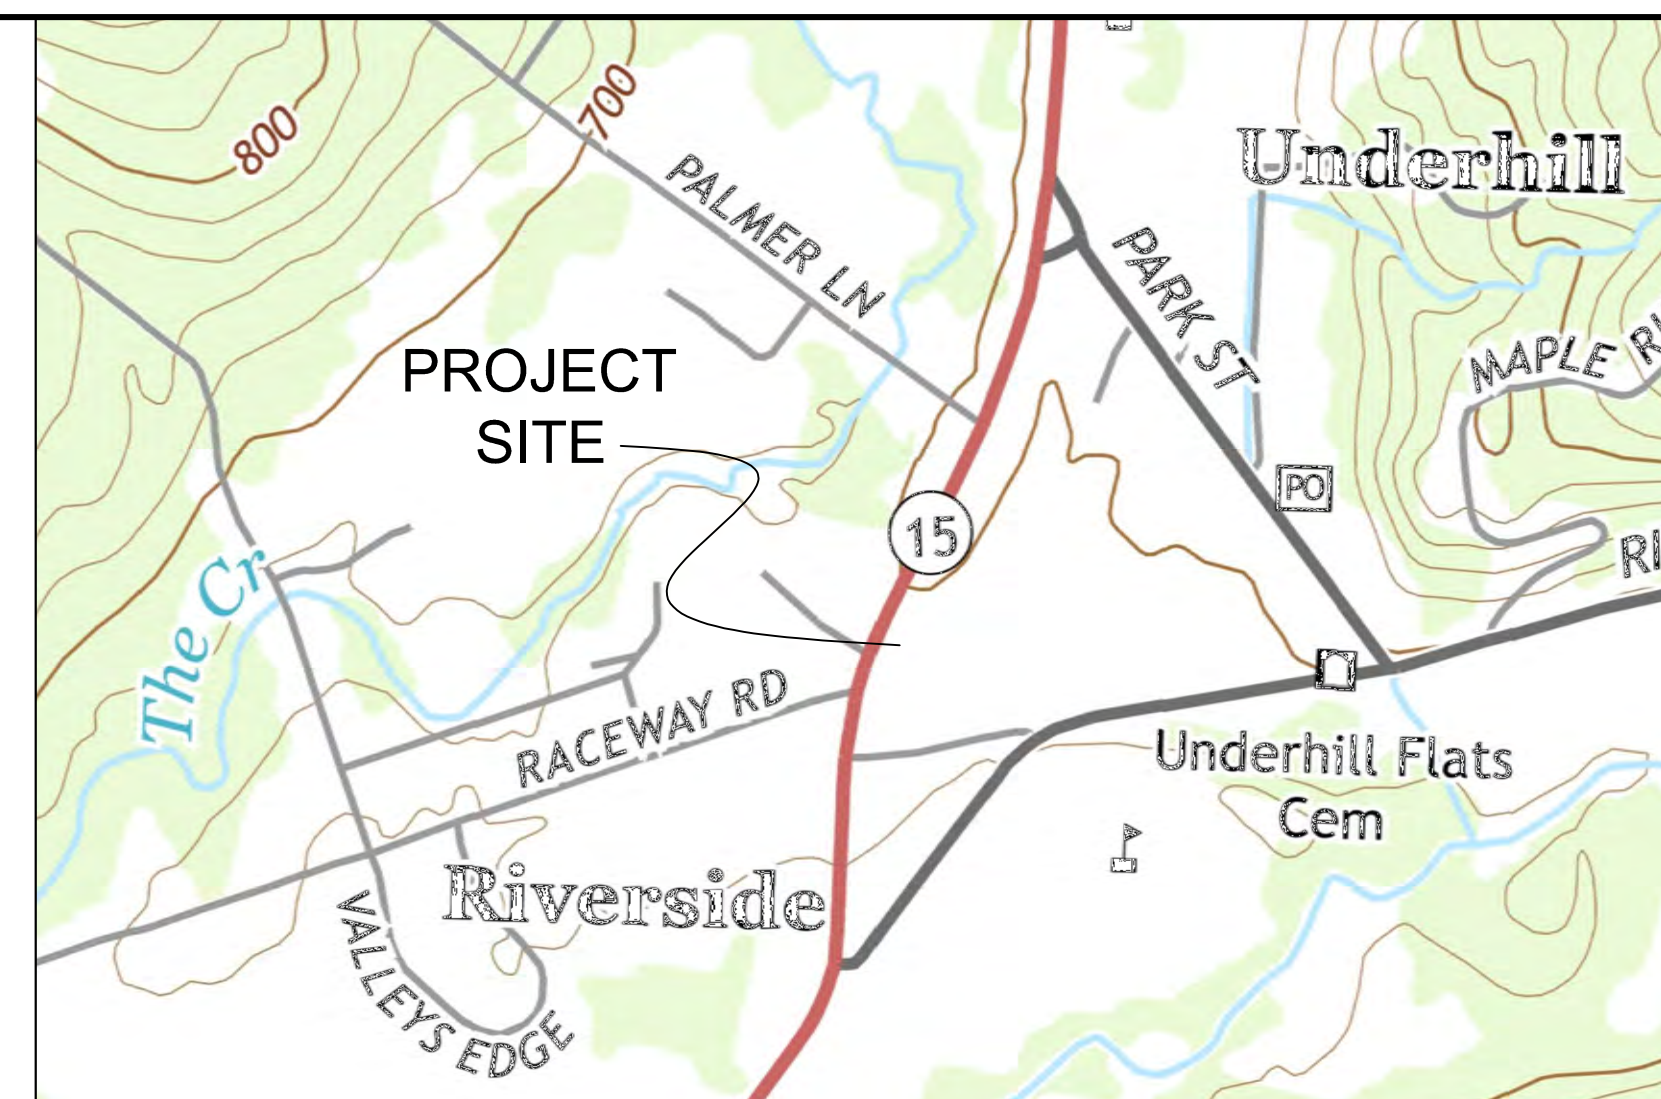 800
700
Underhill
PALMER LN
PARK ST
PROJECT
SITE
MAPLE
PO
15
The Cr
RACEWAY RD
Underhill Flats
Cem
Riverside
VALLEYS EDGE